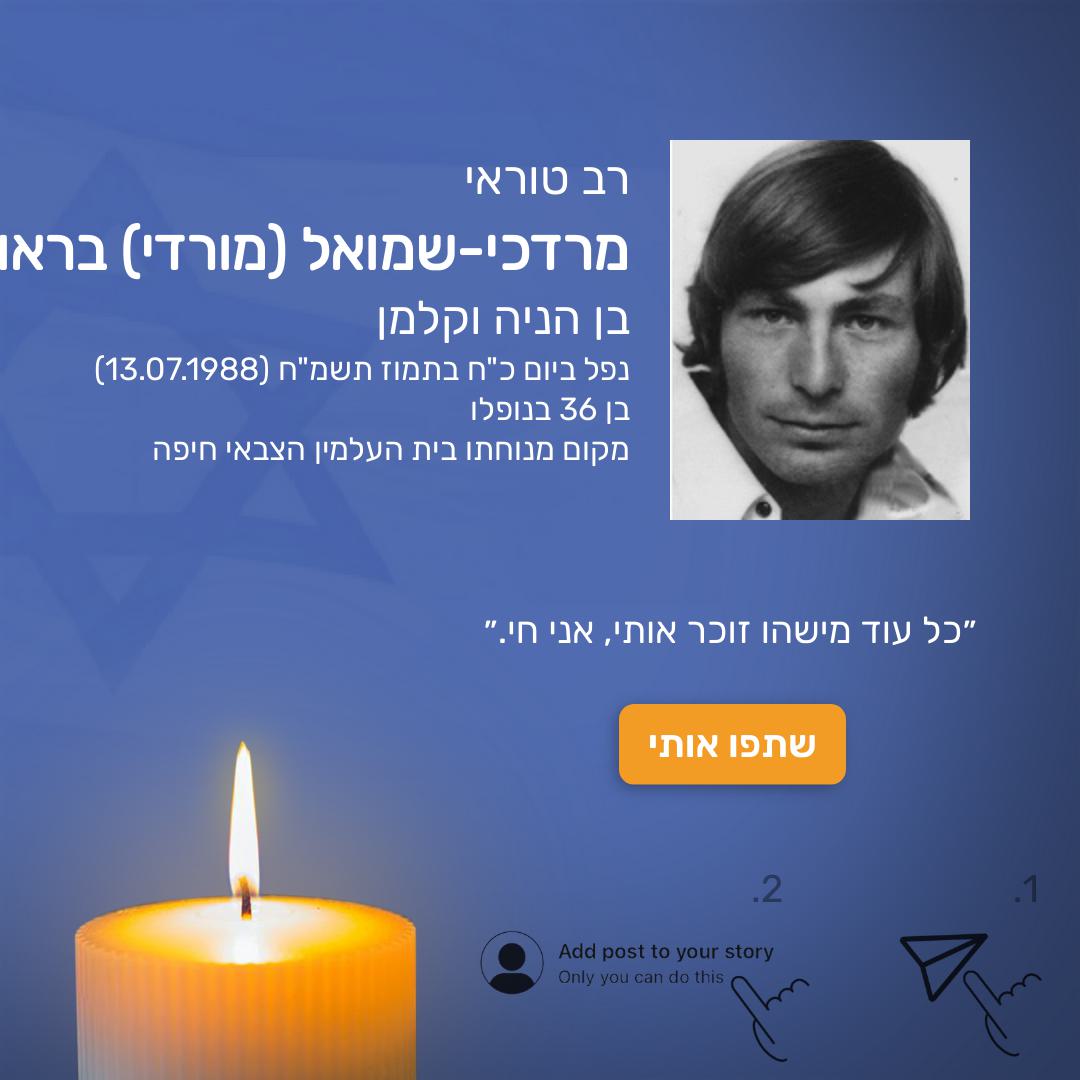 רב טוראי
מרדכי-שמואל (מורדי)
בן הניה וקלמן
נפל ביום כ"ח בתמוז תשמ"ח (13.07.1988)
בן 36 בנופלו
מקום מנוחתו בית העלמין הצבאי חיפה
״כל עוד מישהו זוכר אותי, אני חי.״
שתפו אותי
1.
2.
Add post to your story
Only you can do this